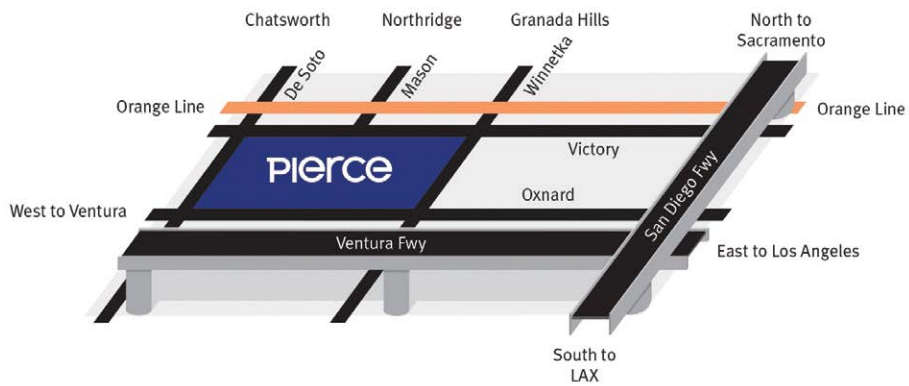 Chatsworth
Northridge
Granada Hills
North to
Sacramento
De Soto
Mason
Winnetka
Orange Line
Orange Line
Victory
PIerce
Oxnard
West to Ventura
San Diego Fwy
Ventura Fwy
East to Los Angeles
South to
LAX